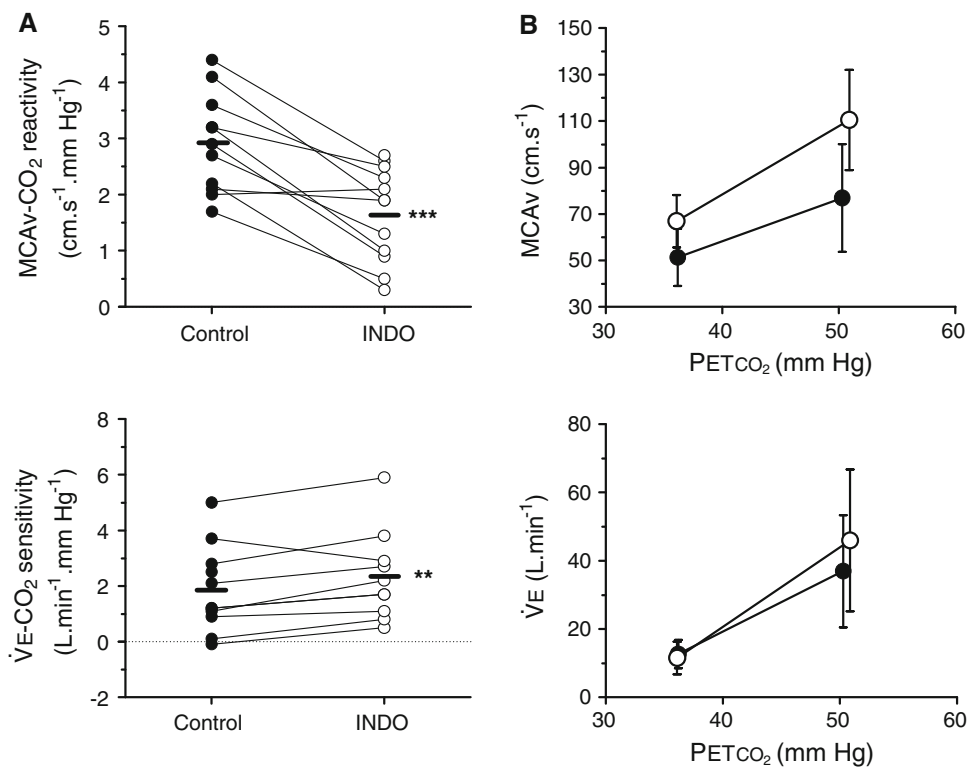 A
MCAv-CO₂ reactivity
(cm.s⁻¹.mm Hg⁻¹)
5
4
3
2
1
0
***
Control
INDO
B
MCAv (cm.s⁻¹)
150
130
110
90
70
50
30
30
40
50
60
PETCO₂ (mm Hg)
V̇E-CO₂ sensitivity
(L.min⁻¹.mm Hg⁻¹)
8
6
4
2
0
-2
**
Control
INDO
V̇E (L.min⁻¹)
80
60
40
20
0
30
40
50
60
PETCO₂ (mm Hg)